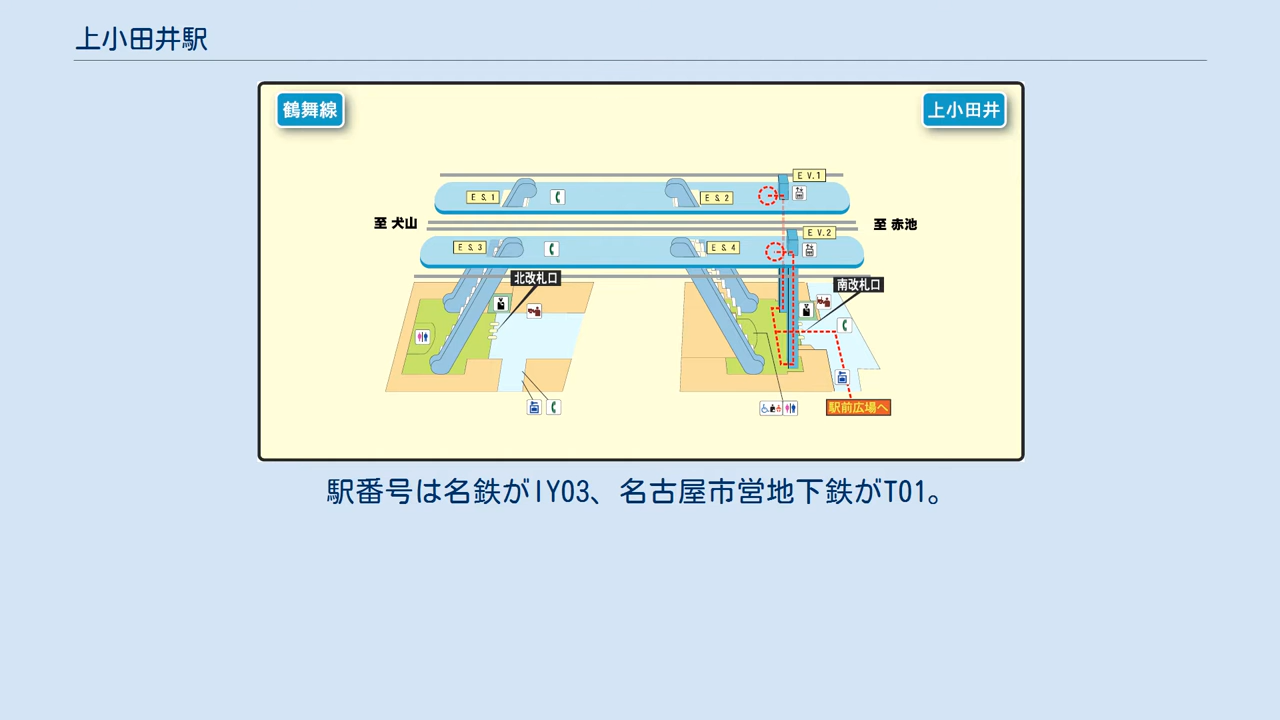 上小田井駅
鶴舞線
上小田井
E V. 1
E S. 1
E S. 2
至 犬山
至 赤池
E V. 2
E S. 3
E S. 4
北改札口
南改札口
駅前広場へ
駅番号は名鉄がIY03、名古屋市営地下鉄がT01。